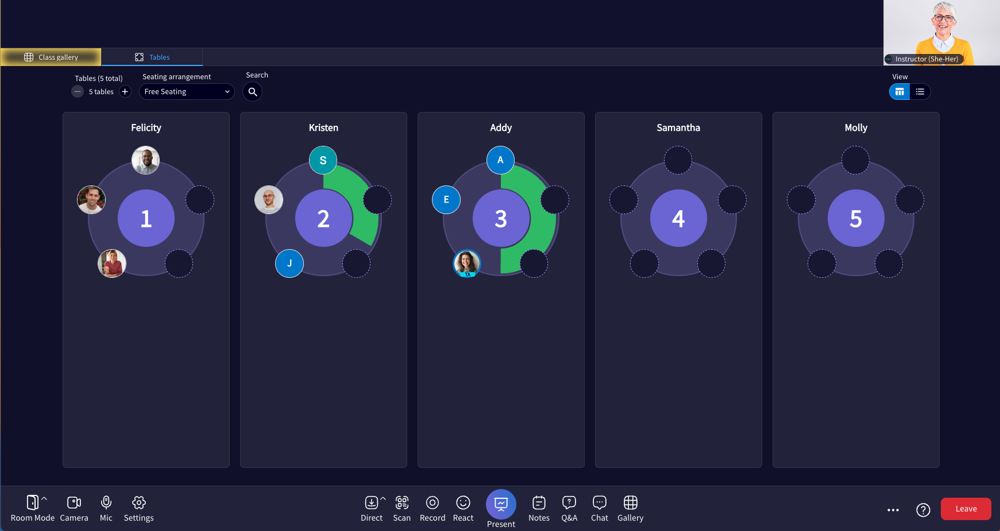 Instructor (She-Her)
Class gallery
Tables
Tables (5 total)
5 tables
Seating arrangement
Free Seating
Search
View
Felicity
Kristen
Addy
Samantha
Molly
1
S
2
J
A
E
3
TA
4
5
Room Mode
Camera
Mic
Settings
Direct
Scan
Record
React
Present
Notes
Q&A
Chat
Gallery
Leave